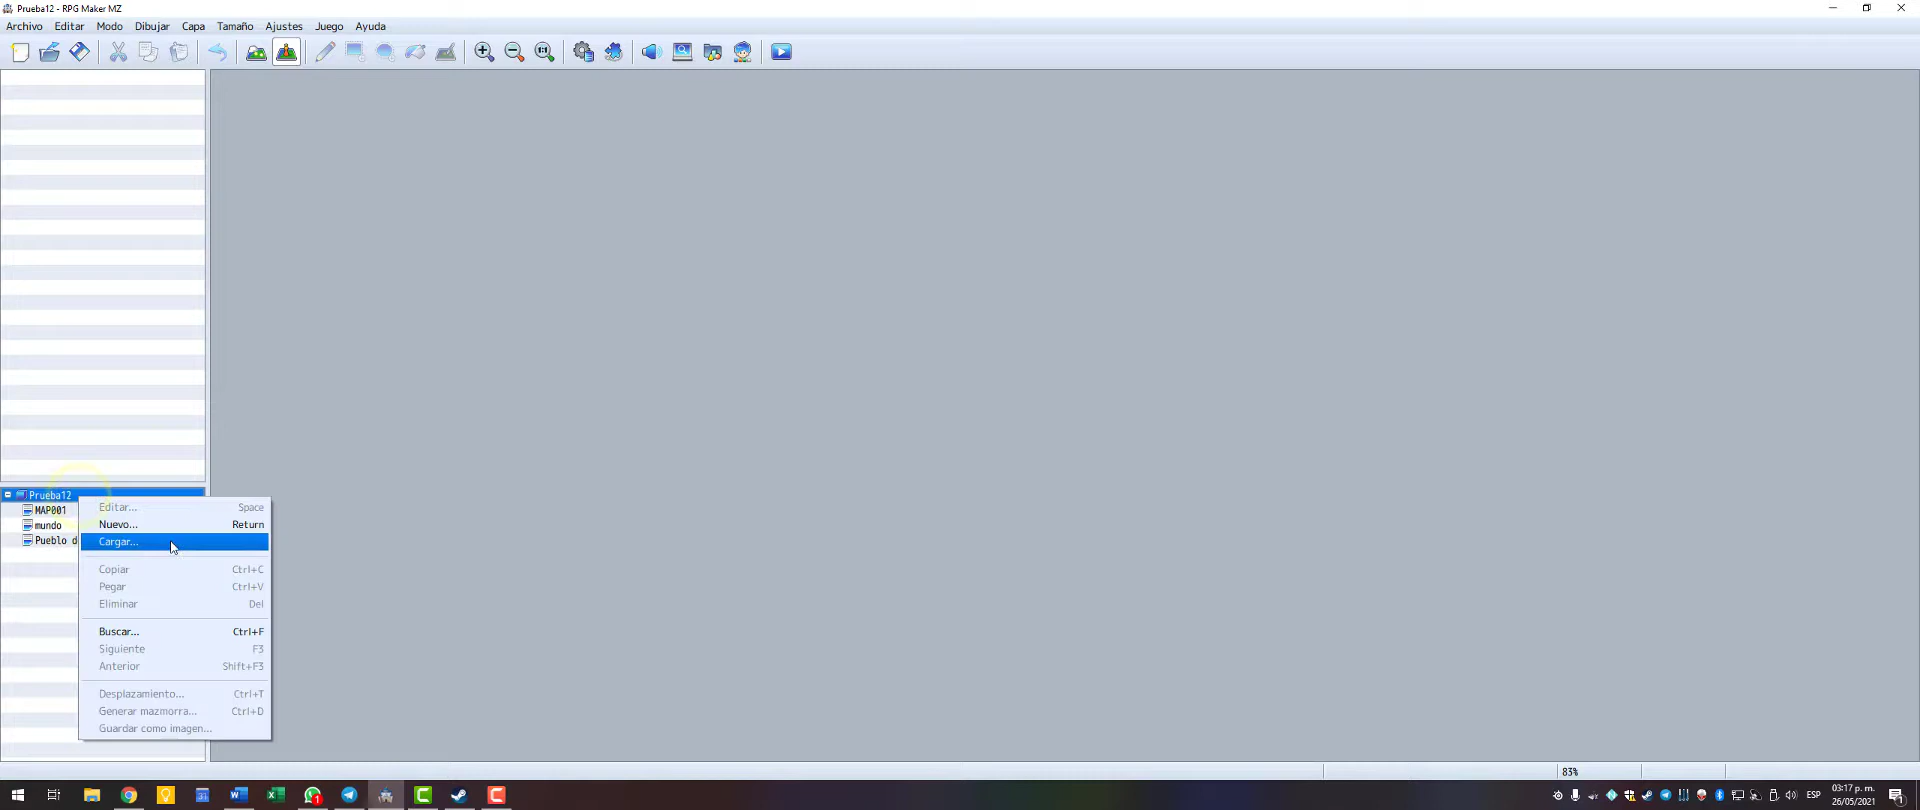 Prueba12 - RPG Maker MZ
Archivo Editar Modo Dibujar Capa Tamaño Ajustes Juego Ayuda
1:1
Prueba12
MAP001
mundo
Pueblo d
Editar... Space
Nuevo... Return
Cargar...
Copiar Ctrl+C
Pegar Ctrl+V
Eliminar Del
Buscar... Ctrl+F
Siguiente F3
Anterior Shift+F3
Desplazamiento... Ctrl+T
Generar mazmorra... Ctrl+D
Guardar como imagen...
83%
ESP
03:17 p. m.
26/05/2021